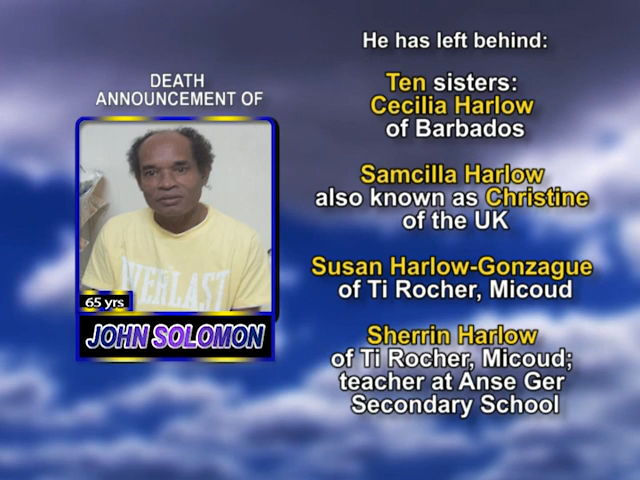 DEATH
ANNOUNCEMENT OF
EVERLAST
65 yrs
JOHN SOLOMON
He has left behind:
Ten sisters:
Cecilia Harlow
of Barbados
Samcilla Harlow
also known as Christine
of the UK
Susan Harlow-Gonzague
of Ti Rocher, Micoud
Sherrin Harlow
of Ti Rocher, Micoud;
teacher at Anse Ger
Secondary School